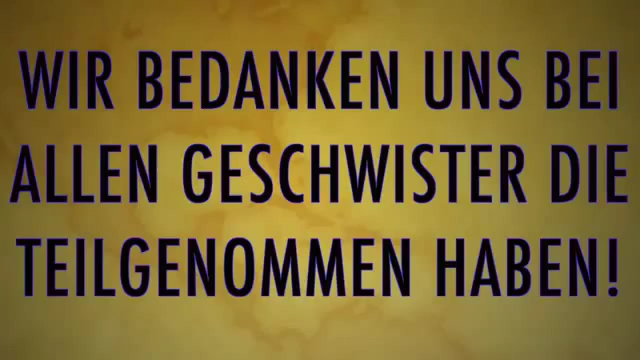 WIR BEDANKEN UNS BEI
ALLEN GESCHWISTER DIE
TEILGENOMMEN HABEN!